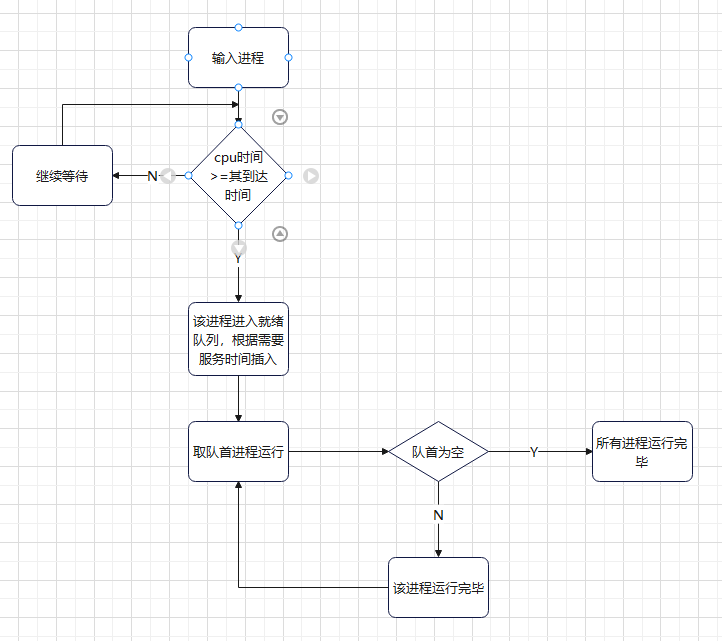 输入进程
cpu时间
>=其到达
时间
N
继续等待
Y
该进程进入就绪
队列，根据需要
服务时间插入
取队首进程运行
队首为空
Y
所有进程运行完
毕
N
该进程运行完毕